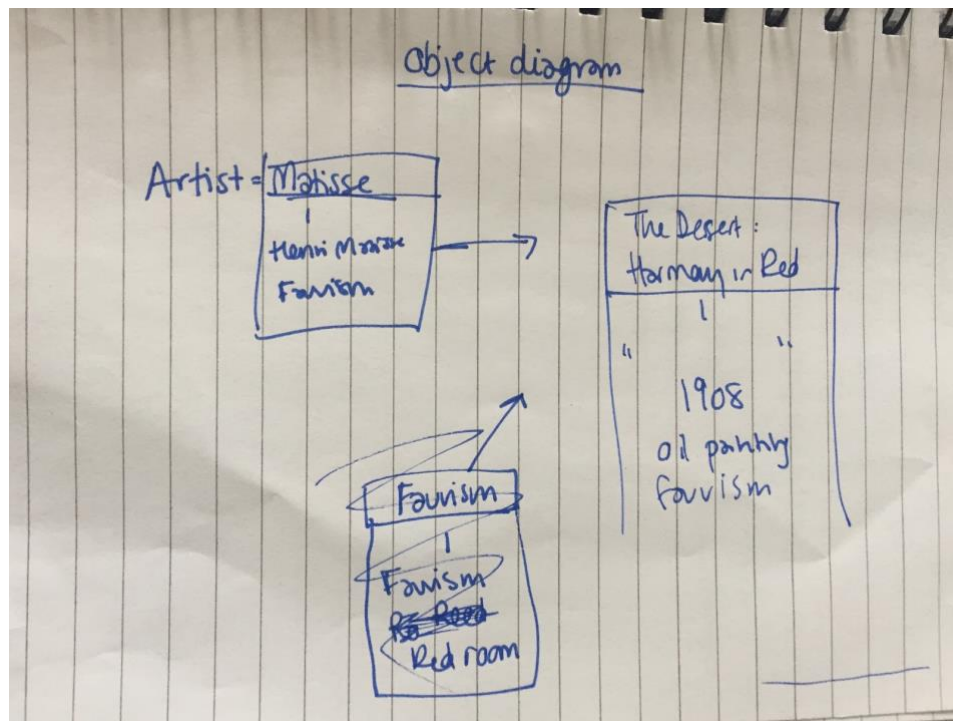 Object diagram
Artist = Matisse
1
Henri Matisse
Fauvism
The Desert :
Harmony in Red
1
" "
1908
oil painting
fauvism
Fauvism
1
Fauvism
Red room